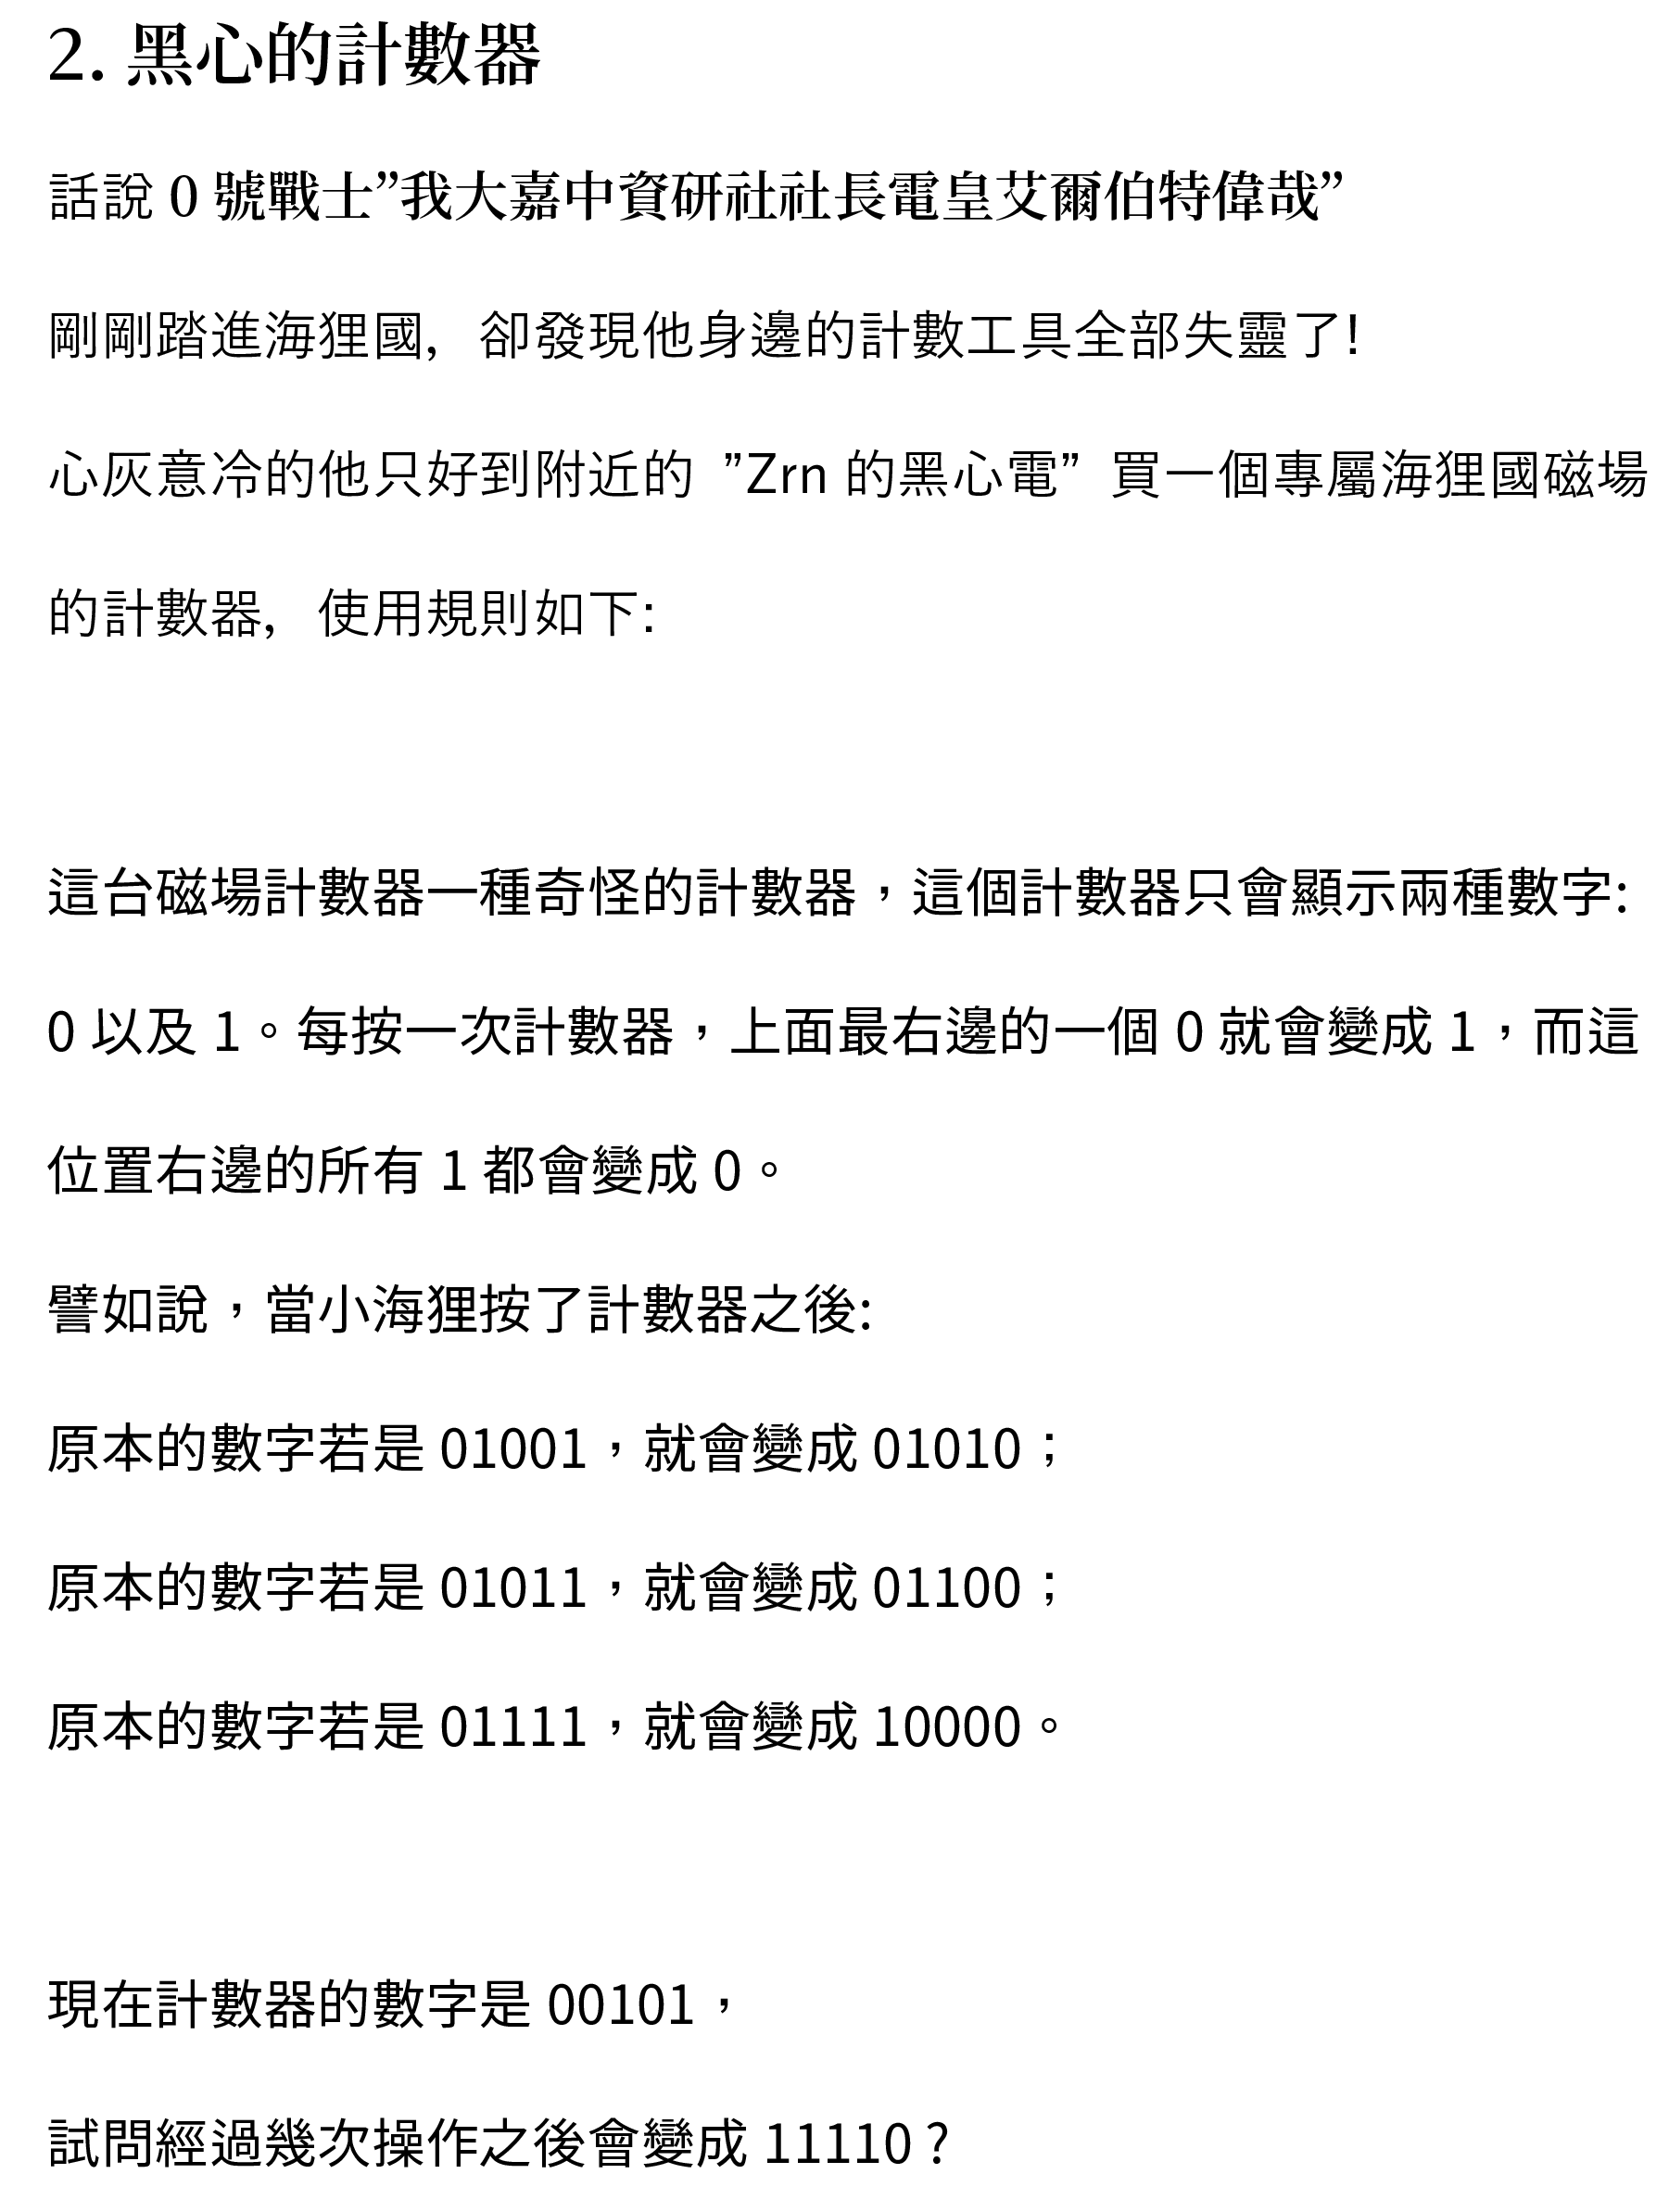 2. 黑心的計數器
話說 0 號戰士”我大嘉中資研社社長電皇艾爾伯特偉哉”
剛剛踏進海狸國，卻發現他身邊的計數工具全部失靈了!
心灰意冷的他只好到附近的 ”Zrn 的黑心電” 買一個專屬海狸國磁場
的計數器，使用規則如下:
這台磁場計數器一種奇怪的計數器，這個計數器只會顯示兩種數字:
0 以及 1。每按一次計數器，上面最右邊的一個 0 就會變成 1，而這
位置右邊的所有 1 都會變成 0。
譬如說，當小海狸按了計數器之後:
原本的數字若是 01001，就會變成 01010；
原本的數字若是 01011，就會變成 01100；
原本的數字若是 01111，就會變成 10000。
現在計數器的數字是 00101，
試問經過幾次操作之後會變成 11110？